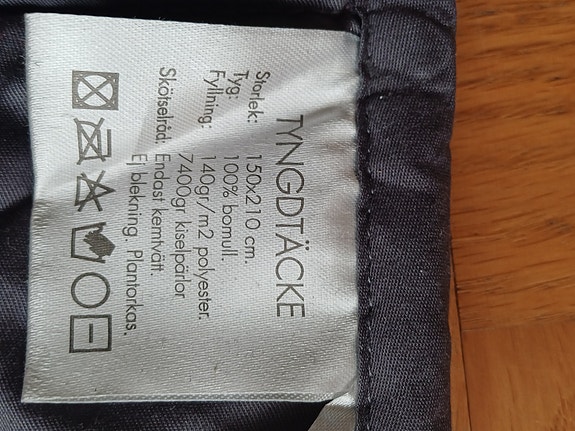 TYNGDTÄCKE
Storlek: 150x210 cm.
Tyg: 100% bomull.
Fyllning: 140gr/m2 polyester.
7400gr kiselpärlor
Skötselråd: Endast kemtvätt.
Ej blekning. Plantorkas.